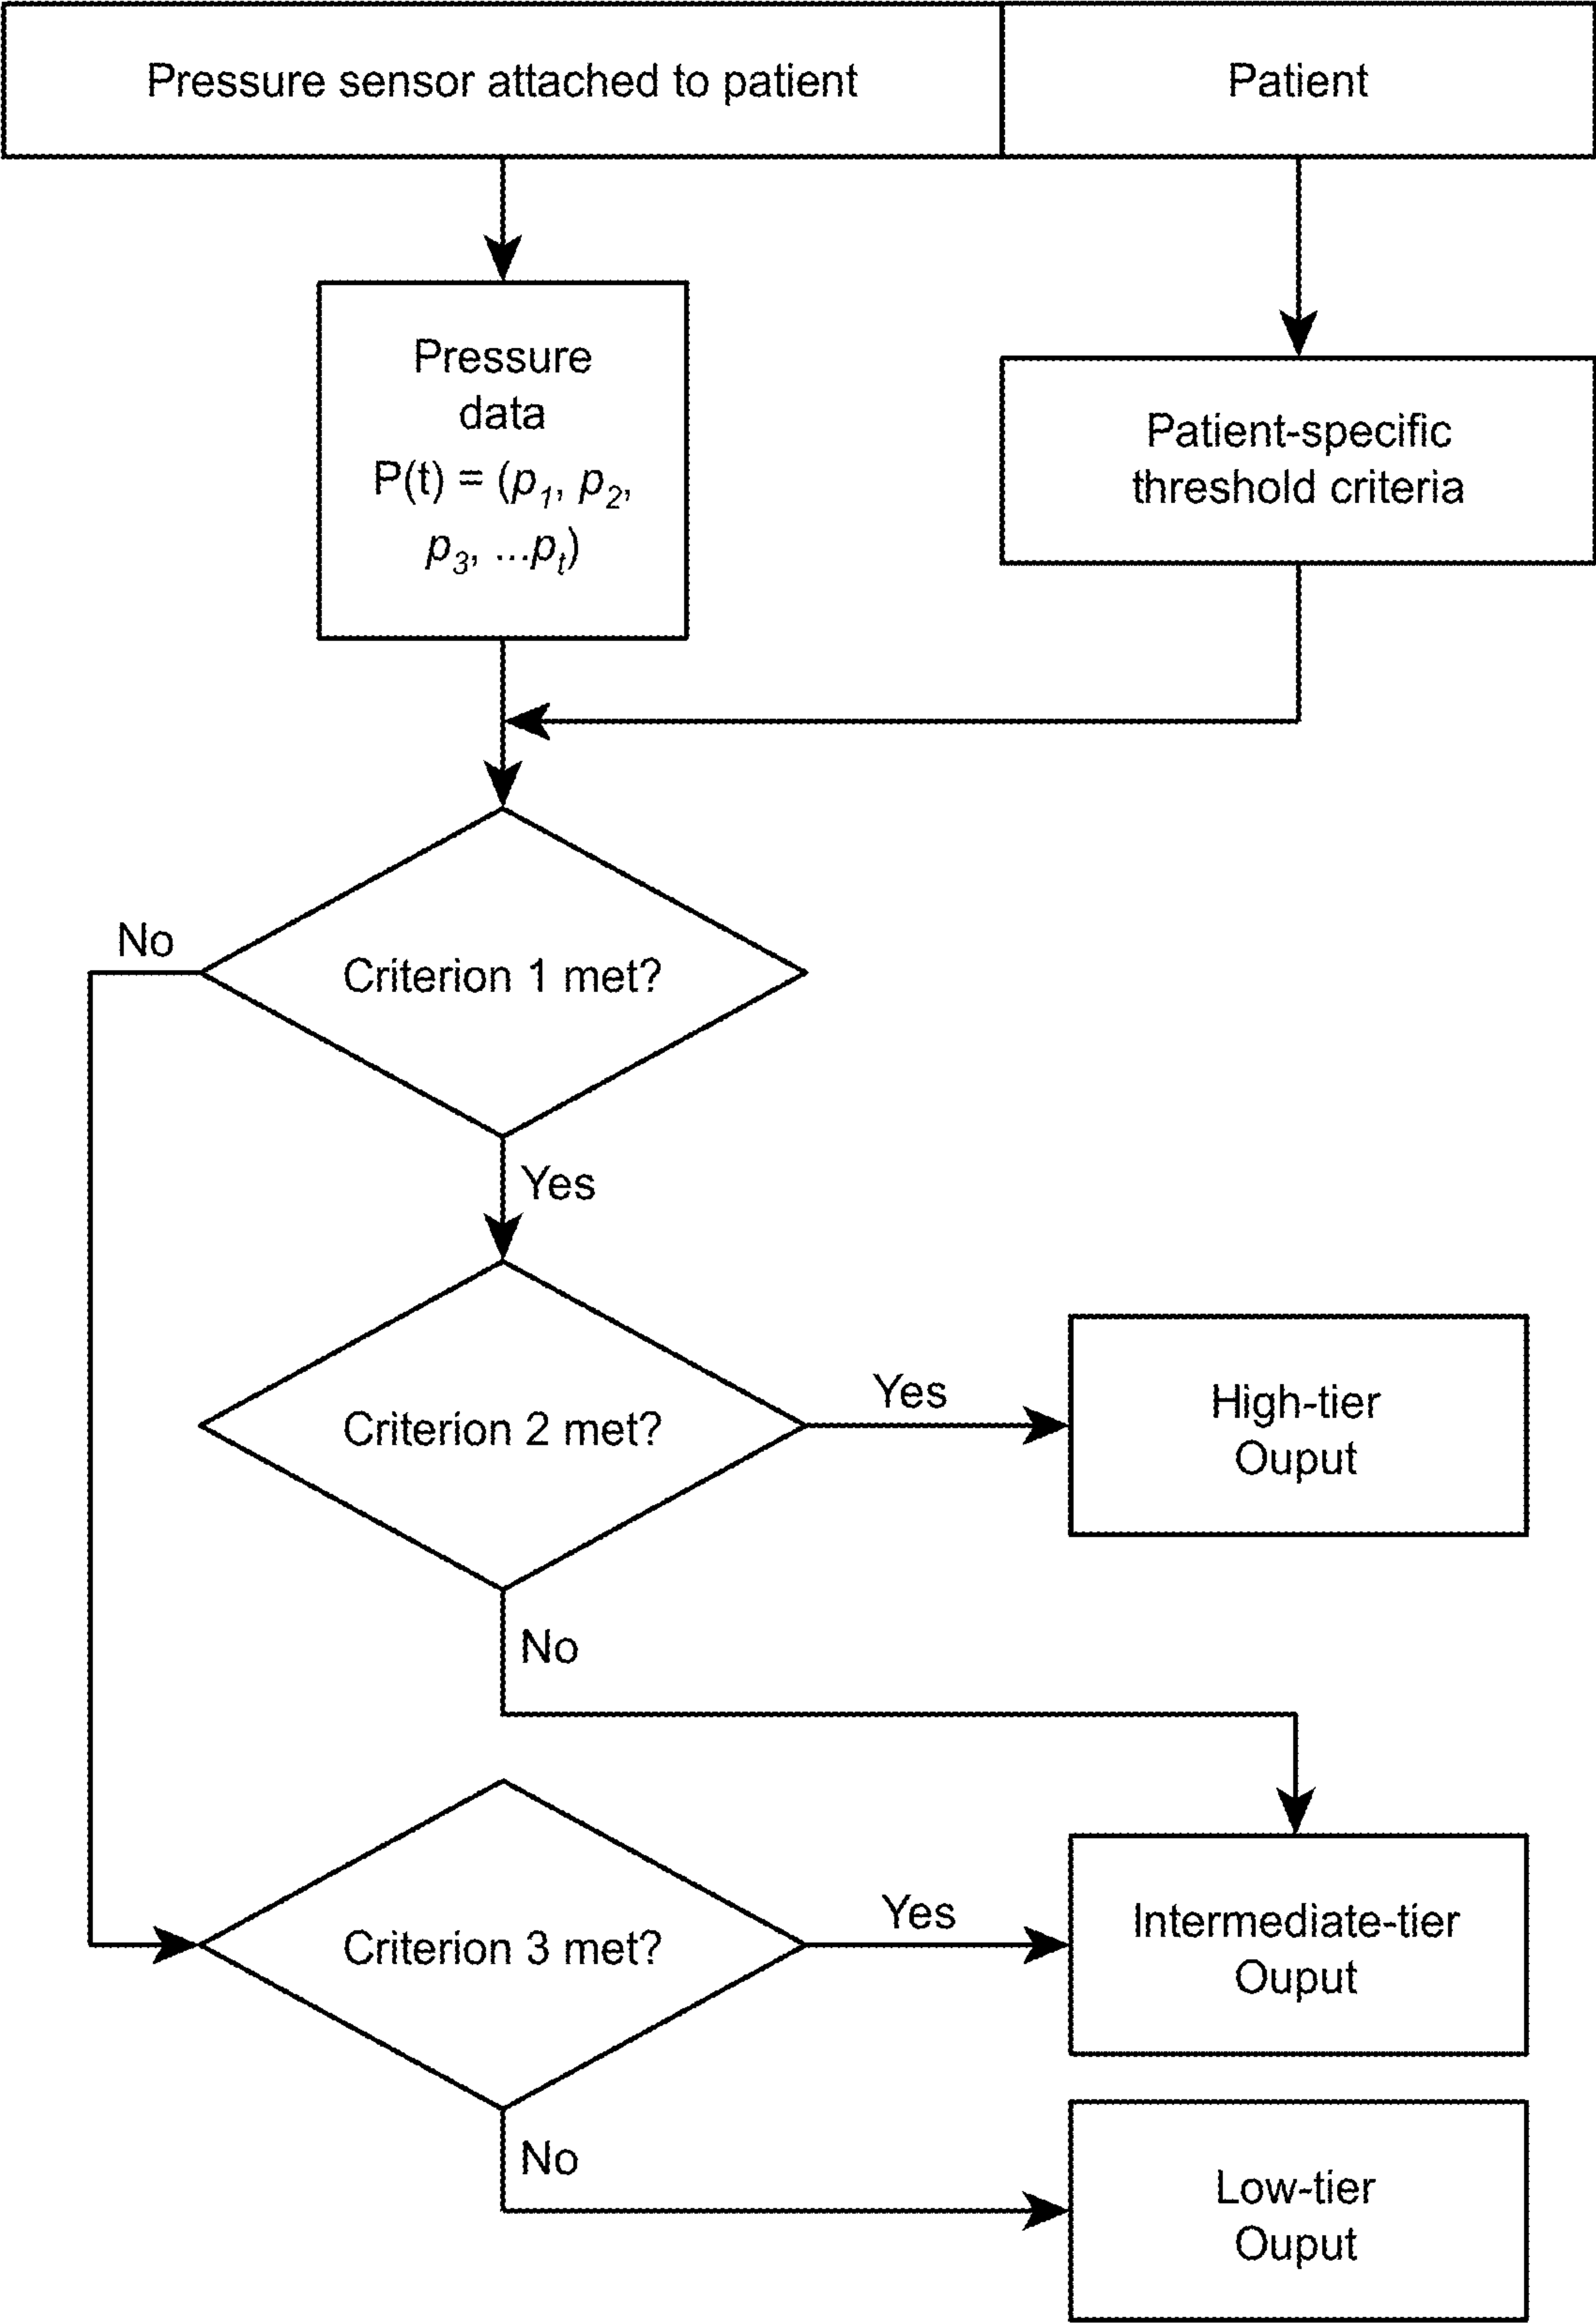 Pressure sensor attached to patient
Patient
Pressure
data
P(t) = (p1, p2,
p3, ...pt)
Patient-specific
threshold criteria
No
Criterion 1 met?
Yes
Criterion 2 met?
Yes
High-tier
Ouput
No
Criterion 3 met?
Yes
Intermediate-tier
Ouput
No
Low-tier
Ouput